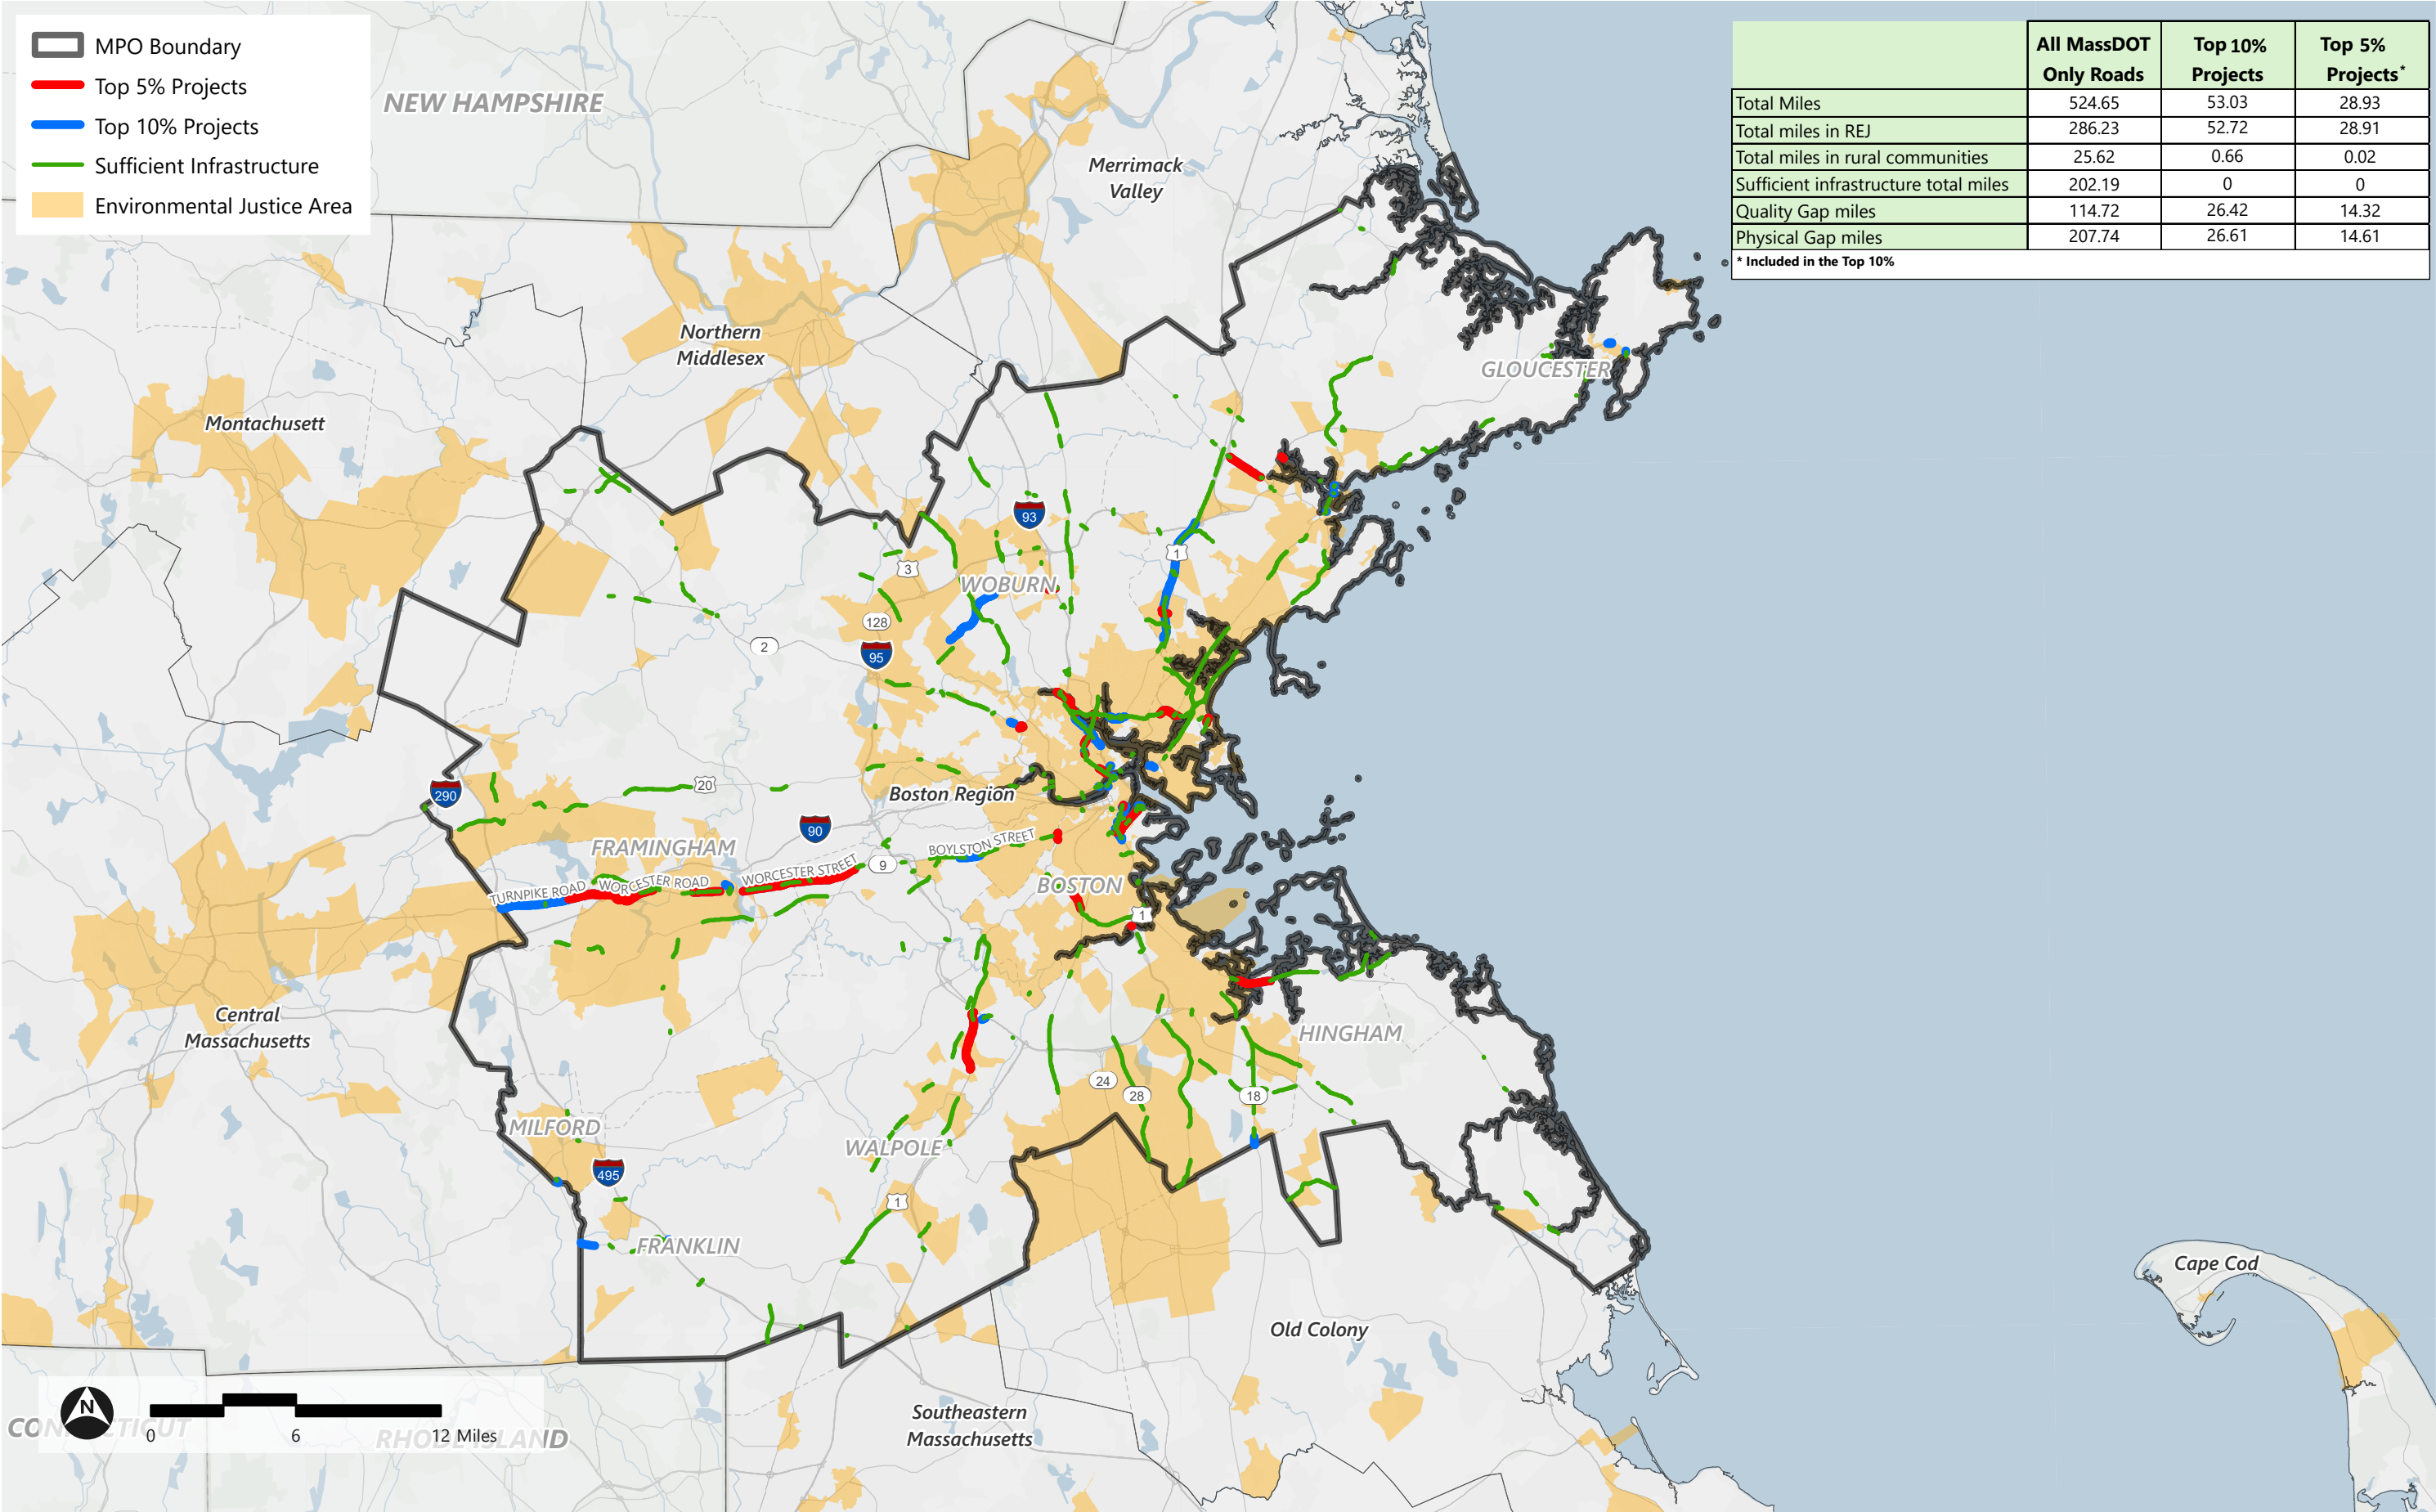 MPO Boundary
Top 5% Projects
Top 10% Projects
Sufficient Infrastructure
Environmental Justice Area
All MassDOT Only Roads | Top 10% Projects | Top 5% Projects*
Total Miles 524.65 53.03 28.93
Total miles in REJ 286.23 52.72 28.91
Total miles in rural communities 25.62 0.66 0.02
Sufficient infrastructure total miles 202.19 0 0
Quality Gap miles 114.72 26.42 14.32
Physical Gap miles 207.74 26.61 14.61
* Included in the Top 10%
NEW HAMPSHIRE
Merrimack
Valley
Northern
Middlesex
GLOUCESTER
Montachusett
93
1
3
WOBURN
128
2
95
20
290
Boston Region
90
FRAMINGHAM
BOYLSTON STREET
9
WORCESTER STREET
WORCESTER ROAD
TURNPIKE ROAD
BOSTON
1
Central
Massachusetts
HINGHAM
24
28
18
MILFORD
WALPOLE
495
1
FRANKLIN
Cape Cod
Old Colony
Southeastern
Massachusetts
N
CONNECTICUT
RHODE ISLAND
0 6 12 Miles